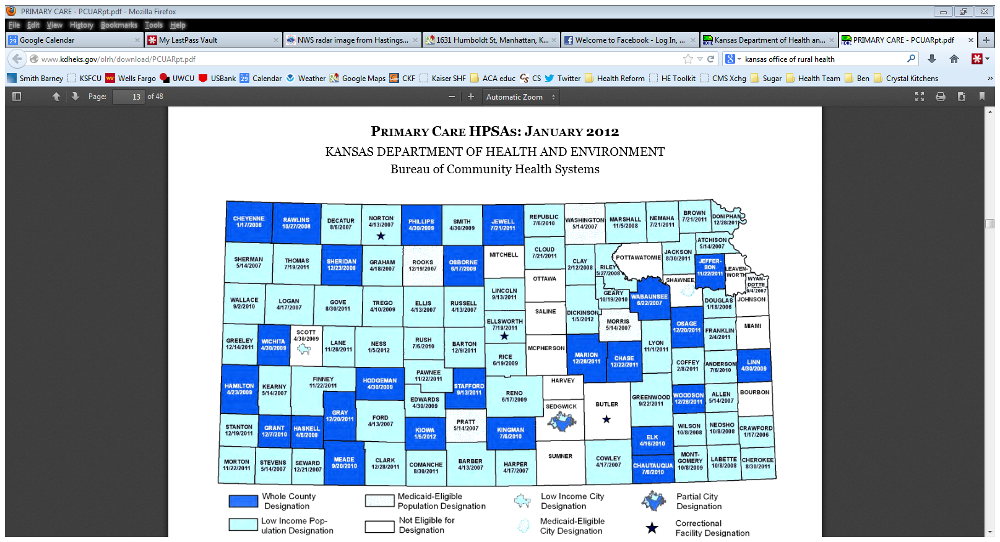 PRIMARY CARE - PCUARpt.pdf - Mozilla Firefox
File Edit View History Bookmarks Tools Help
29 Google Calendar × My LastPass Vault × NWS radar image from Hastings... × 1631 Humboldt St, Manhattan, K... × Welcome to Facebook - Log In, ... × KDHE Kansas Department of Health an... × KDHE PRIMARY CARE - PCUARpt.pdf ×
www.kdheks.gov/olrh/download/PCUARpt.pdf kansas office of rural health
Smith Barney KSFCU WF Wells Fargo UWCU USBank 29 Calendar Weather Google Maps CKF Kaiser SHF ACA educ CS CS Twitter Health Reform HE Toolkit CMS Xchg Sugar Health Team Ben Crystal Kitchens »
Page: 13 of 48 Automatic Zoom
PRIMARY CARE HPSAS: JANUARY 2012
KANSAS DEPARTMENT OF HEALTH AND ENVIRONMENT
Bureau of Community Health Systems
CHEYENNE
1/17/2006
RAWLINS
10/27/2008
DECATUR
8/6/2007
NORTON
4/13/2007
PHILLIPS
4/30/2009
SMITH
4/30/2009
JEWELL
7/21/2011
REPUBLIC
7/6/2010
WASHINGTON
5/14/2007
MARSHALL
11/5/2008
NEMAHA
7/21/2011
BROWN
7/21/2011
DONIPHAN
12/28/2011
SHERMAN
5/14/2007
THOMAS
7/19/2011
SHERIDAN
12/23/2009
GRAHAM
4/18/2007
ROOKS
12/19/2007
OSBORNE
6/17/2009
MITCHELL
CLOUD
7/21/2011
CLAY
2/12/2008
RILEY
5/27/2008
POTTAWATOMIE
JACKSON
8/30/2011
ATCHISON
5/14/2007
JEFFER-
SON
11/22/2011
LEAVEN-
WORTH
WYAN-
DOTTE
6/4/2007
WALLACE
9/2/2010
LOGAN
4/17/2007
GOVE
8/30/2011
TREGO
4/10/2009
ELLIS
4/13/2007
RUSSELL
4/13/2007
LINCOLN
9/13/2011
OTTAWA
SALINE
DICKINSON
1/5/2012
GEARY
10/19/2010
WABAUNSEE
6/22/2007
SHAWNEE
DOUGLAS
1/18/2006
JOHNSON
GREELEY
12/14/2011
WICHITA
4/30/2009
SCOTT
4/30/2009
LANE
11/28/2011
NESS
1/5/2012
RUSH
7/6/2010
BARTON
12/9/2011
ELLSWORTH
7/19/2011
RICE
6/19/2009
MCPHERSON
MARION
12/28/2011
MORRIS
5/14/2007
CHASE
12/22/2011
LYON
11/1/2011
OSAGE
12/20/2011
FRANKLIN
2/4/2011
MIAMI
HAMILTON
4/23/2009
KEARNY
5/14/2007
FINNEY
11/22/2011
HODGEMAN
4/30/2009
PAWNEE
11/22/2011
EDWARDS
4/30/2009
STAFFORD
9/13/2011
RENO
6/17/2009
HARVEY
SEDGWICK
BUTLER
GREENWOOD
9/22/2011
COFFEY
2/8/2011
ANDERSON
7/6/2010
LINN
4/30/2009
WOODSON
12/28/2011
ALLEN
5/14/2007
BOURBON
STANTON
12/19/2011
GRANT
12/7/2010
HASKELL
4/6/2009
GRAY
12/20/2011
FORD
4/13/2007
KIOWA
1/5/2012
PRATT
5/14/2007
KINGMAN
7/6/2010
ELK
4/16/2010
WILSON
10/8/2008
NEOSHO
10/8/2008
CRAWFORD
1/17/2006
MORTON
11/22/2011
STEVENS
5/14/2007
SEWARD
12/21/2007
MEADE
9/20/2010
CLARK
12/28/2011
COMANCHE
8/30/2011
BARBER
4/13/2007
HARPER
4/17/2007
SUMNER
COWLEY
4/17/2007
CHAUTAUQUA
7/6/2010
MONT-
GOMERY
10/8/2009
LABETTE
10/8/2008
CHEROKEE
8/30/2011
Whole County
Designation
Medicaid-Eligible
Population Designation
Low Income City
Designation
Partial City
Designation
Low Income Pop-
ulation Designation
Not Eligible for
Designation
Medicaid-Eligible
City Designation
Correctional
Facility Designation